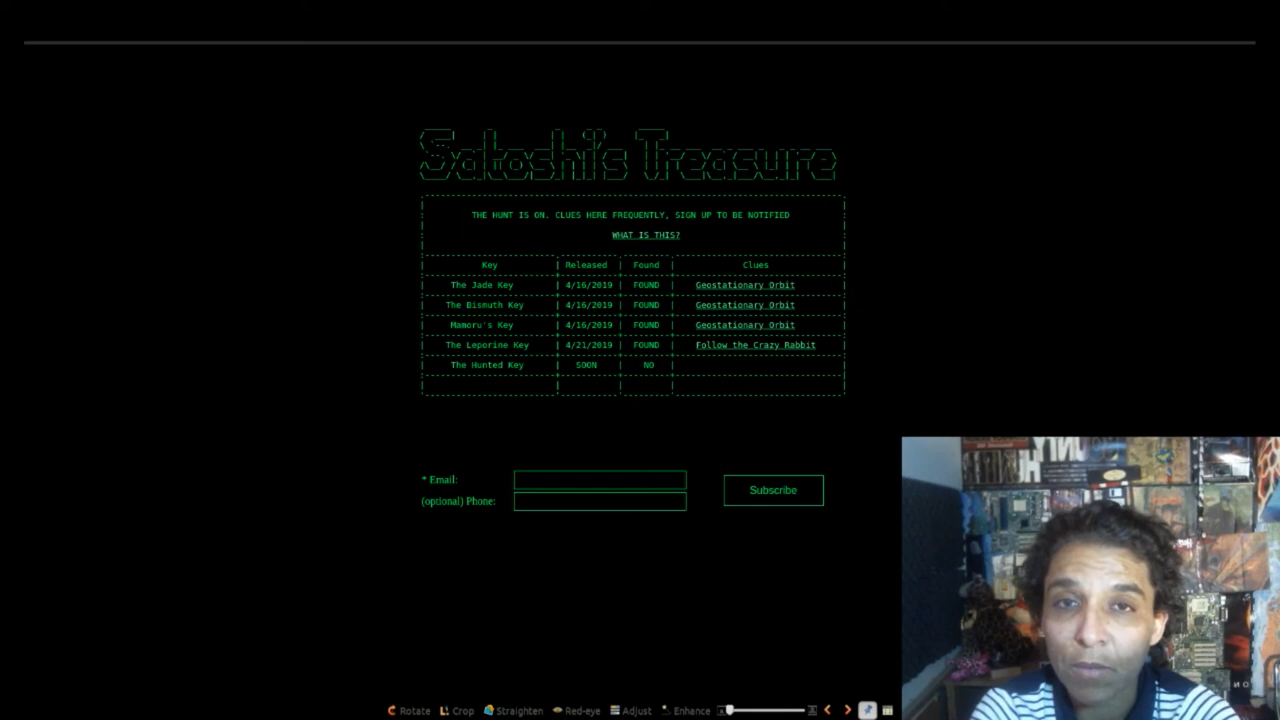 Satoshi's Treasure
THE HUNT IS ON. CLUES HERE FREQUENTLY, SIGN UP TO BE NOTIFIED
WHAT IS THIS?
Key | Released | Found | Clues
The Jade Key | 4/16/2019 | FOUND | Geostationary Orbit
The Bismuth Key | 4/16/2019 | FOUND | Geostationary Orbit
Mamoru's Key | 4/16/2019 | FOUND | Geostationary Orbit
The Leporine Key | 4/21/2019 | FOUND | Follow the Crazy Rabbit
The Hunted Key | SOON | NO |
* Email:
(optional) Phone:
Subscribe
Rotate Crop Straighten Red-eye Adjust Enhance